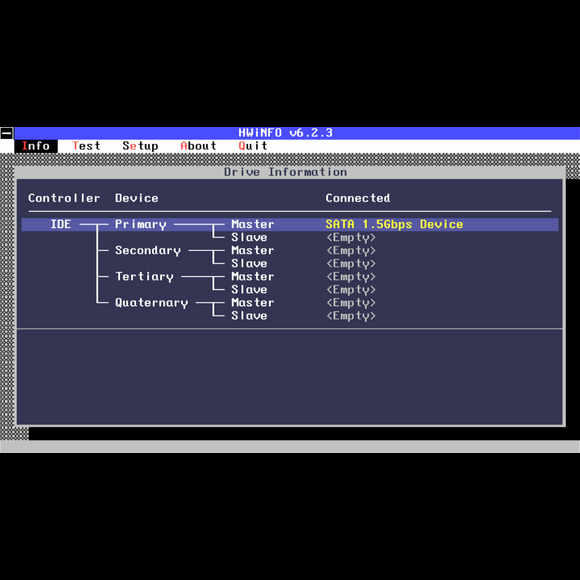 HWiNFO v6.2.3
Info Test Setup About Quit
Drive Information
Controller Device Connected
IDE Primary Master SATA 1.5Gbps Device
Slave <Empty>
Secondary Master <Empty>
Slave <Empty>
Tertiary Master <Empty>
Slave <Empty>
Quaternary Master <Empty>
Slave <Empty>